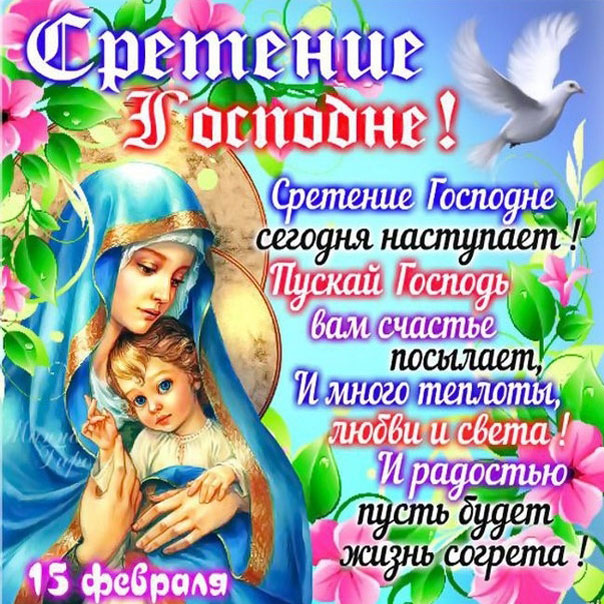 Сретение
Господне!
Сретение Господне
сегодня наступает!
Пускай Господь
вам счастье
посылает,
И много теплоты,
любви и света!
И радостью
пусть будет
жизнь согрета!
15 февраля